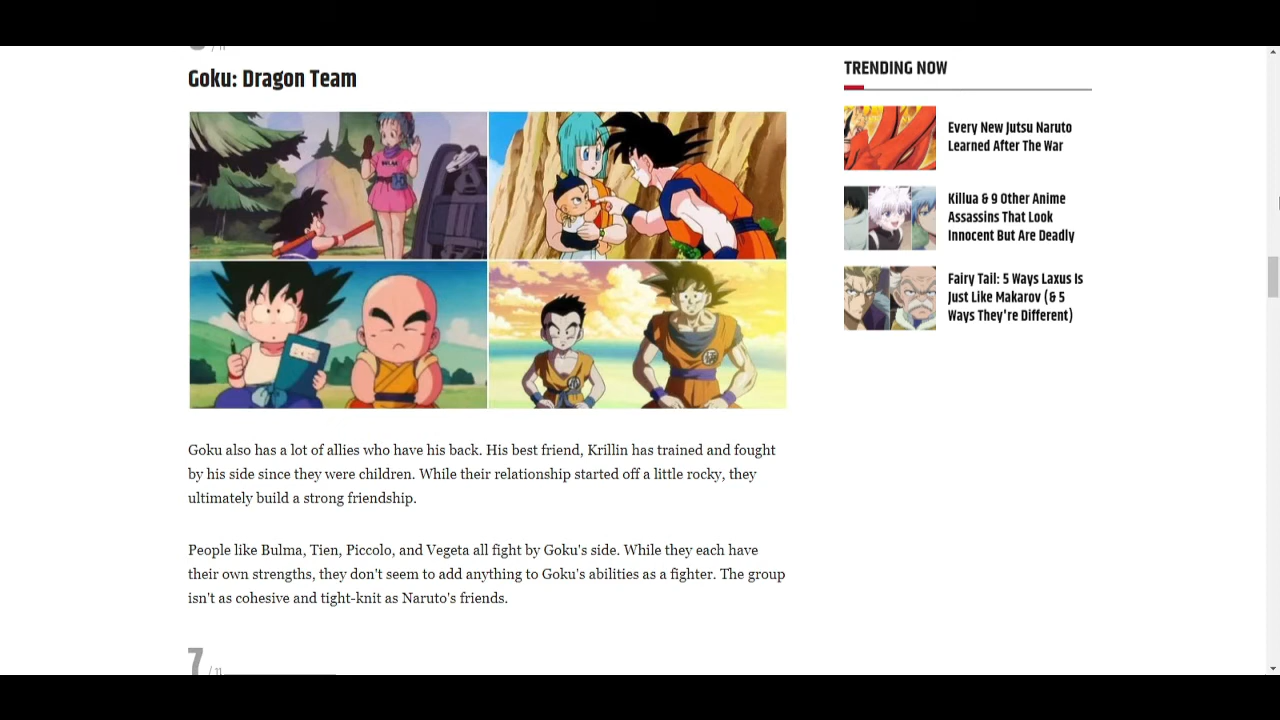 / 11
Goku: Dragon Team
Goku also has a lot of allies who have his back. His best friend, Krillin has trained and fought
by his side since they were children. While their relationship started off a little rocky, they
ultimately build a strong friendship.
People like Bulma, Tien, Piccolo, and Vegeta all fight by Goku's side. While they each have
their own strengths, they don't seem to add anything to Goku's abilities as a fighter. The group
isn't as cohesive and tight-knit as Naruto's friends.
7 / 11
TRENDING NOW
Every New Jutsu Naruto
Learned After The War
Killua & 9 Other Anime
Assassins That Look
Innocent But Are Deadly
Fairy Tail: 5 Ways Laxus Is
Just Like Makarov (& 5
Ways They're Different)